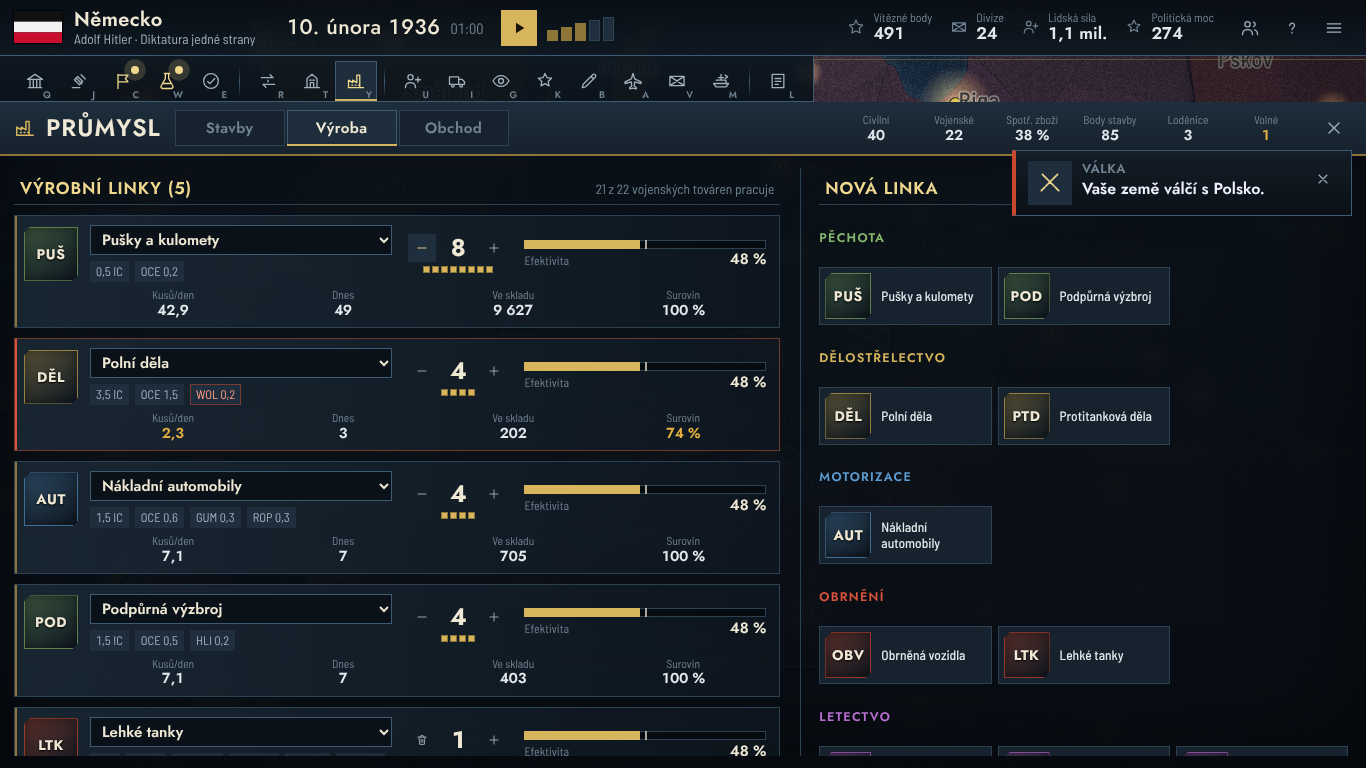 Německo
Adolf Hitler · Diktatura jedné strany
10. února 1936 01:00
Vítězné body
491
Divize
24
Lidská síla
1,1 mil.
Politická moc
274
?
Q J C W E R T Y U I G K B A V M L
Pskov
Riga
PRŮMYSL
Stavby
Výroba
Obchod
Civilní
40
Vojenské
22
Spotř. zboží
38 %
Body stavby
85
Loděnice
3
Volné
1
VÁLKA
Vaše země válčí s Polsko.
VÝROBNÍ LINKY (5)
21 z 22 vojenských továren pracuje
PUŠ
Pušky a kulomety
0,5 IC
OCE 0,2
8
Efektivita
48 %
Kusů/den
42,9
Dnes
49
Ve skladu
9 627
Surovin
100 %
DĚL
Polní děla
3,5 IC
OCE 1,5
WOL 0,2
4
Efektivita
48 %
Kusů/den
2,3
Dnes
3
Ve skladu
202
Surovin
74 %
AUT
Nákladní automobily
1,5 IC
OCE 0,6
GUM 0,3
ROP 0,3
4
Efektivita
48 %
Kusů/den
7,1
Dnes
7
Ve skladu
705
Surovin
100 %
POD
Podpůrná výzbroj
1,5 IC
OCE 0,5
HLI 0,2
4
Efektivita
48 %
Kusů/den
7,1
Dnes
7
Ve skladu
403
Surovin
100 %
LTK
Lehké tanky
1
Efektivita
48 %
NOVÁ LINKA
PĚCHOTA
PUŠ
Pušky a kulomety
POD
Podpůrná výzbroj
DĚLOSTŘELECTVO
DĚL
Polní děla
PTD
Protitanková děla
MOTORIZACE
AUT
Nákladní
automobily
OBRNĚNÍ
OBV
Obrněná vozidla
LTK
Lehké tanky
LETECTVO